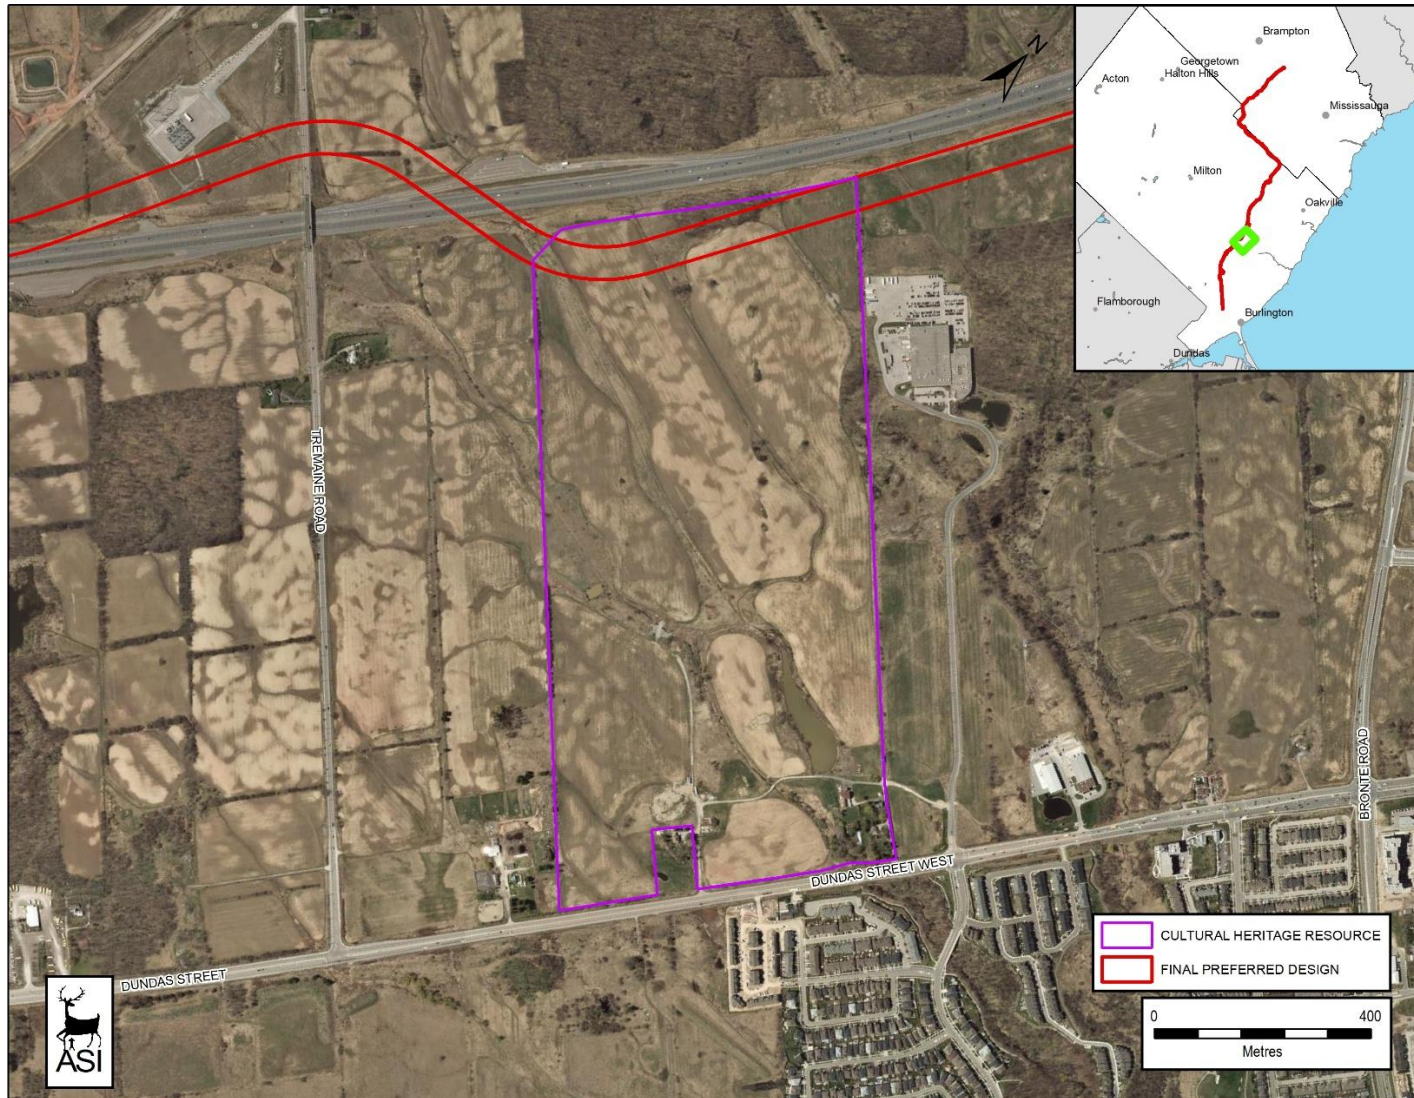 N
Brampton
Georgetown
Halton Hills
Acton
Mississauga
Milton
Oakville
Flamborough
Burlington
Dundas
TREMAINE ROAD
BRONTE ROAD
DUNDAS STREET WEST
DUNDAS STREET
CULTURAL HERITAGE RESOURCE
FINAL PREFERRED DESIGN
0 400
Metres
ASI